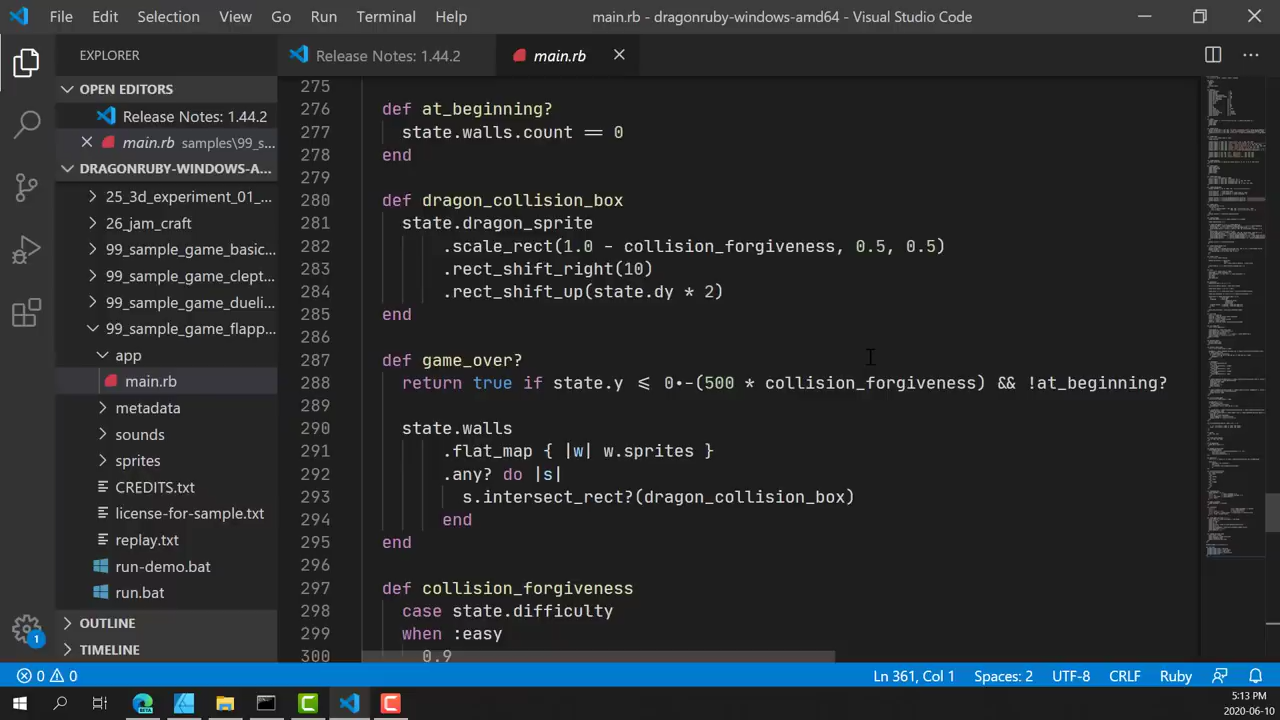 File Edit Selection View Go Run Terminal Help main.rb - dragonruby-windows-amd64 - Visual Studio Code
EXPLORER
OPEN EDITORS
Release Notes: 1.44.2
main.rb samples\99_s...
DRAGONRUBY-WINDOWS-A...
25_3d_experiment_01_...
26_jam_craft
99_sample_game_basic...
99_sample_game_clept...
99_sample_game_dueli...
99_sample_game_flapp...
app
main.rb
metadata
sounds
sprites
CREDITS.txt
license-for-sample.txt
replay.txt
run-demo.bat
run.bat
OUTLINE
TIMELINE
Release Notes: 1.44.2 main.rb
275
276 def at_beginning?
277 state.walls.count == 0
278 end
279
280 def dragon_collision_box
281 state.dragon_sprite
282 .scale_rect(1.0 - collision_forgiveness, 0.5, 0.5)
283 .rect_shift_right(10)
284 .rect_shift_up(state.dy * 2)
285 end
286
287 def game_over?
288 return true if state.y <= 0.-(500 * collision_forgiveness) && !at_beginning?
289
290 state.walls
291 .flat_map { |w| w.sprites }
292 .any? do |s|
293 s.intersect_rect?(dragon_collision_box)
294 end
295 end
296
297 def collision_forgiveness
298 case state.difficulty
299 when :easy
300 0.9
0 0 Ln 361, Col 1 Spaces: 2 UTF-8 CRLF Ruby
1
5:13 PM
2020-06-10